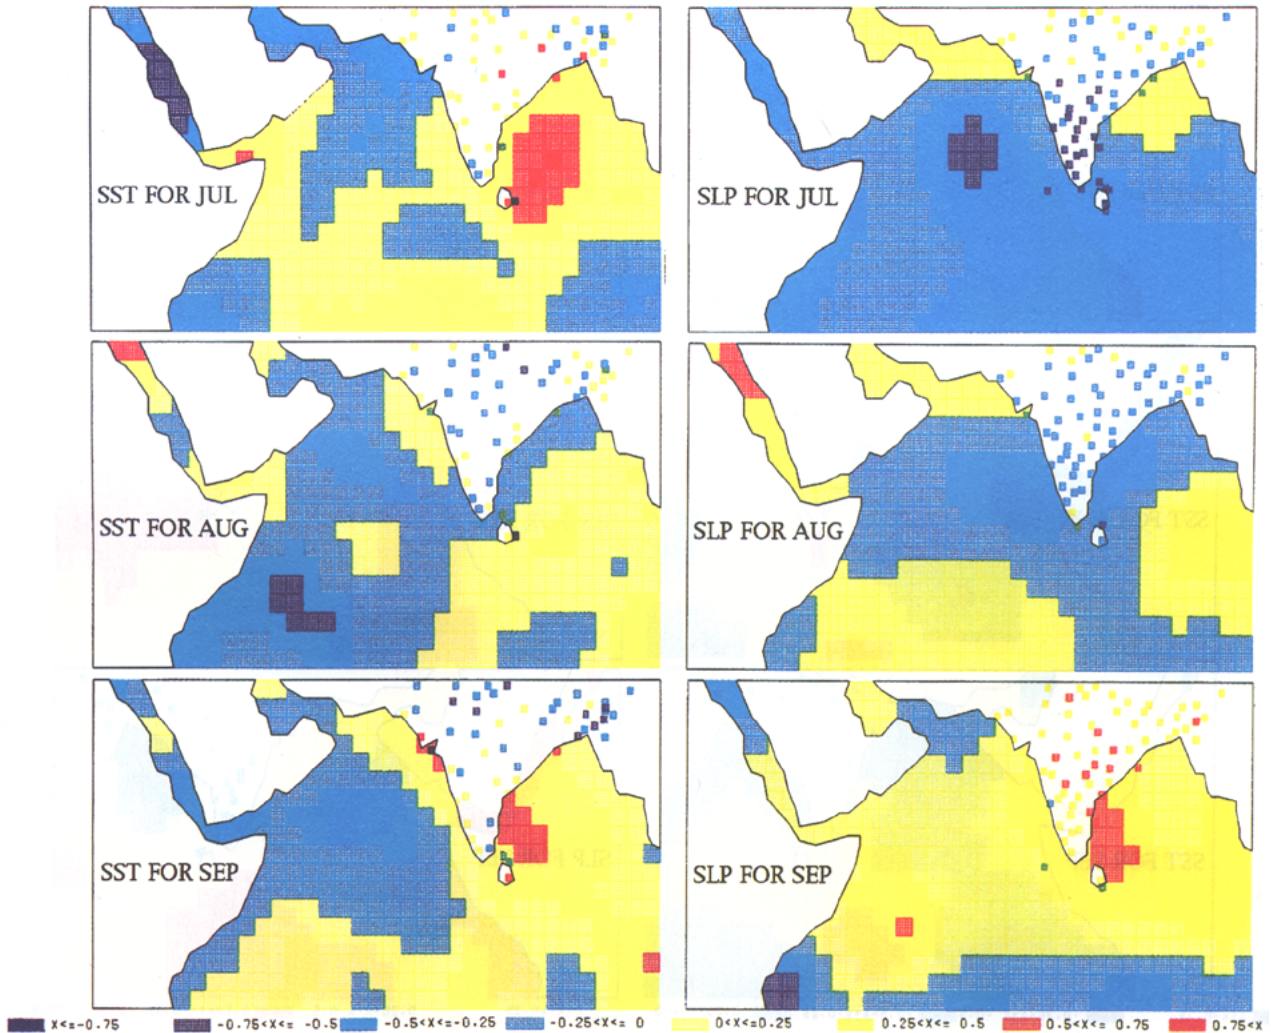 SST FOR JUL
SLP FOR JUL
SST FOR AUG
SLP FOR AUG
SST FOR SEP
SLP FOR SEP
X<=-0.75
-0.75<X<= -0.5
-0.5<X<=-0.25
-0.25<X<= 0
0<X<=0.25
0.25<X<= 0.5
0.5<X<= 0.75
0.75<X